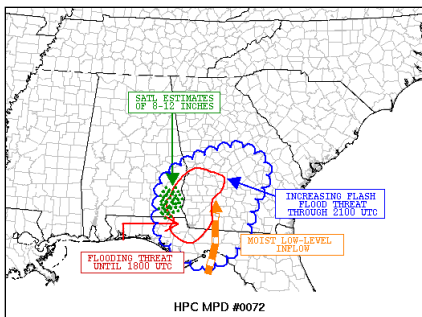 SATL ESTIMATES
OF 8-12 INCHES
INCREASING FLASH
FLOOD THREAT
THROUGH 2100 UTC
MOIST LOW-LEVEL
INFLOW
FLOODING THREAT
UNTIL 1800 UTC
HPC MPD #0072